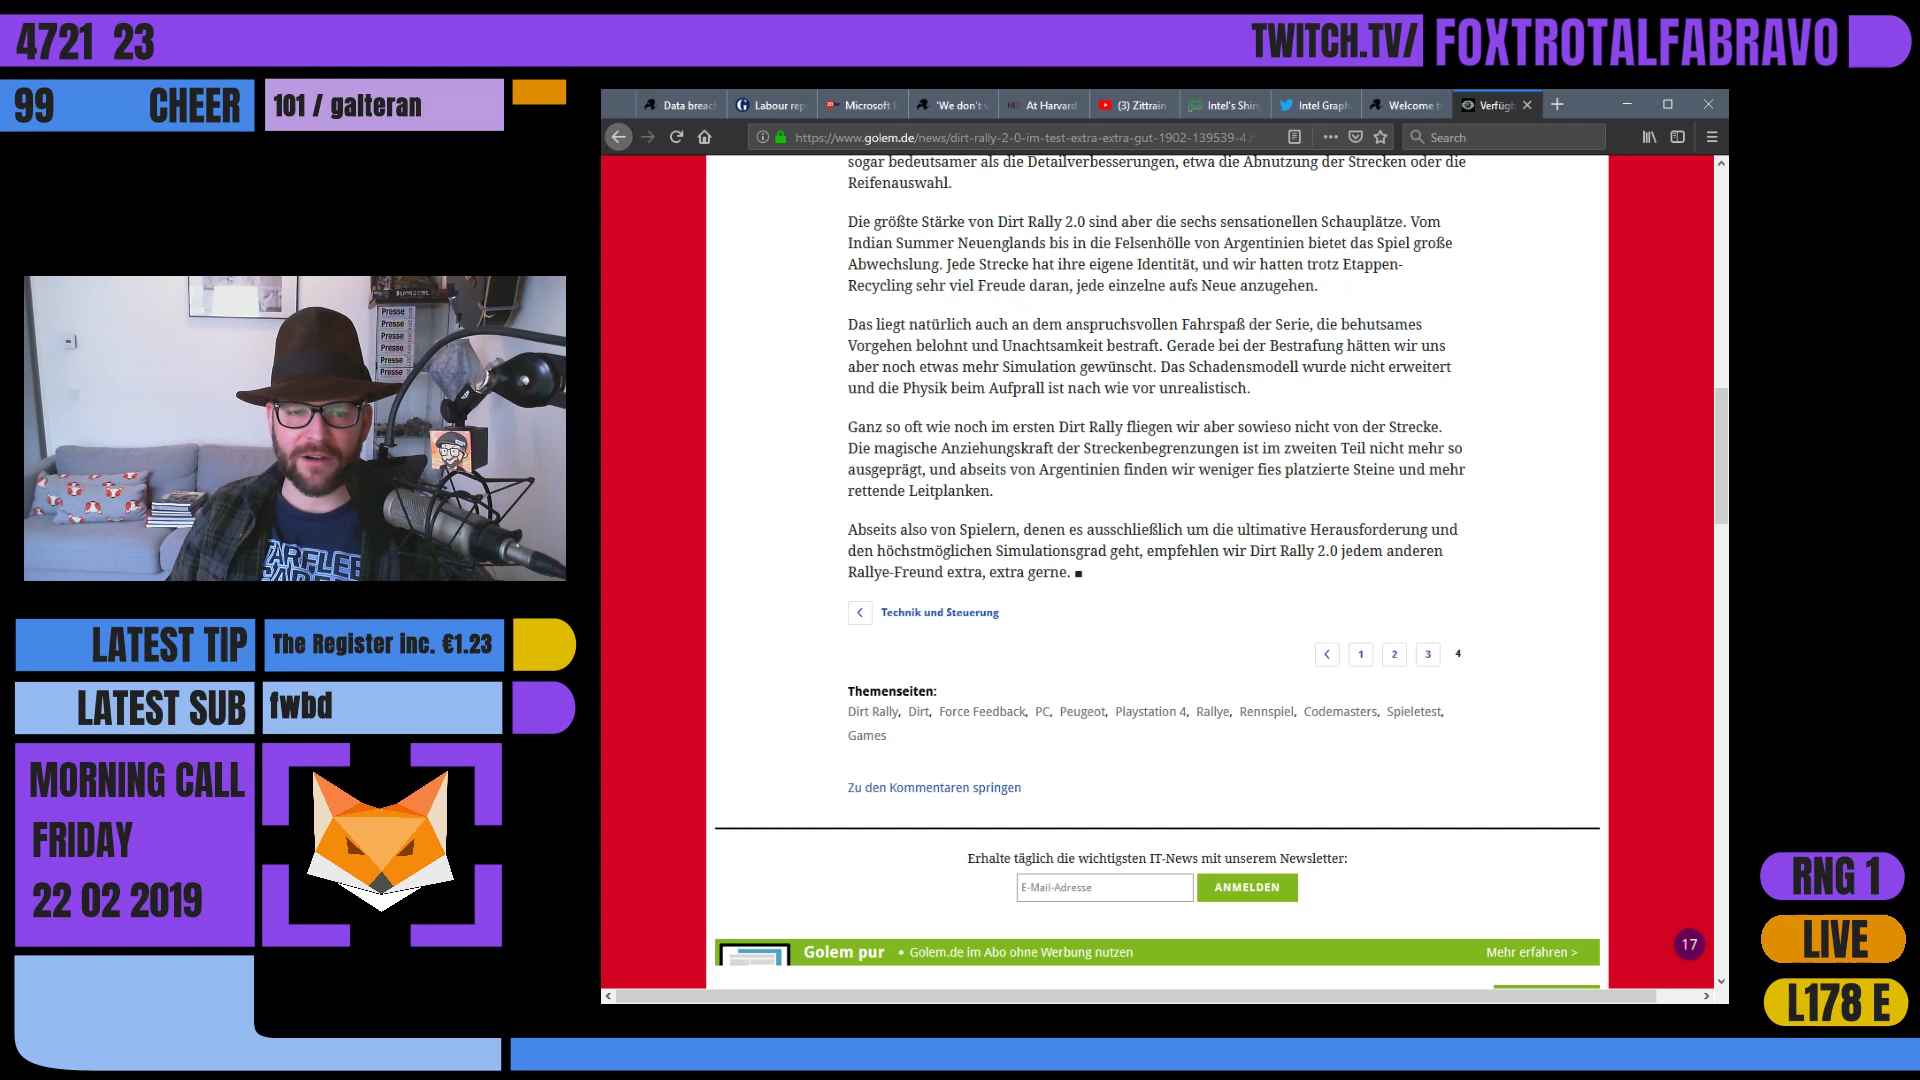 4721 23
TWITCH.TV/ FOXTROTALFABRAVO
99 CHEER
101 / galteran
Data breac
Labour rep
Microsoft E
'We don't
At Harvard
(3) Zittrain
Intel's Shin
Intel Graph
Welcome t
Verfügb
https://www.golem.de/news/dirt-rally-2-0-im-test-extra-extra-gut-1902-139539-4.h
Search
sogar bedeutsamer als die Detailverbesserungen, etwa die Abnutzung der Strecken oder die
Reifenauswahl.
Die größte Stärke von Dirt Rally 2.0 sind aber die sechs sensationellen Schauplätze. Vom
Indian Summer Neuenglands bis in die Felsenhölle von Argentinien bietet das Spiel große
Abwechslung. Jede Strecke hat ihre eigene Identität, und wir hatten trotz Etappen-
Recycling sehr viel Freude daran, jede einzelne aufs Neue anzugehen.
Das liegt natürlich auch an dem anspruchsvollen Fahrspaß der Serie, die behutsames
Vorgehen belohnt und Unachtsamkeit bestraft. Gerade bei der Bestrafung hätten wir uns
aber noch etwas mehr Simulation gewünscht. Das Schadensmodell wurde nicht erweitert
und die Physik beim Aufprall ist nach wie vor unrealistisch.
Ganz so oft wie noch im ersten Dirt Rally fliegen wir aber sowieso nicht von der Strecke.
Die magische Anziehungskraft der Streckenbegrenzungen ist im zweiten Teil nicht mehr so
ausgeprägt, und abseits von Argentinien finden wir weniger fies platzierte Steine und mehr
rettende Leitplanken.
Abseits also von Spielern, denen es ausschließlich um die ultimative Herausforderung und
den höchstmöglichen Simulationsgrad geht, empfehlen wir Dirt Rally 2.0 jedem anderen
Rallye-Freund extra, extra gerne. ■
Technik und Steuerung
1 2 3 4
Themenseiten:
Dirt Rally, Dirt, Force Feedback, PC, Peugeot, Playstation 4, Rallye, Rennspiel, Codemasters, Spieletest,
Games
Zu den Kommentaren springen
Erhalte täglich die wichtigsten IT-News mit unserem Newsletter:
E-Mail-Adresse
ANMELDEN
Golem pur • Golem.de im Abo ohne Werbung nutzen
Mehr erfahren >
17
Presse
Presse
Presse
Presse
Presse
Presse
LATEST TIP
The Register inc. €1.23
LATEST SUB
fwbd
MORNING CALL
FRIDAY
22 02 2019
RNG 1
LIVE
L178 E